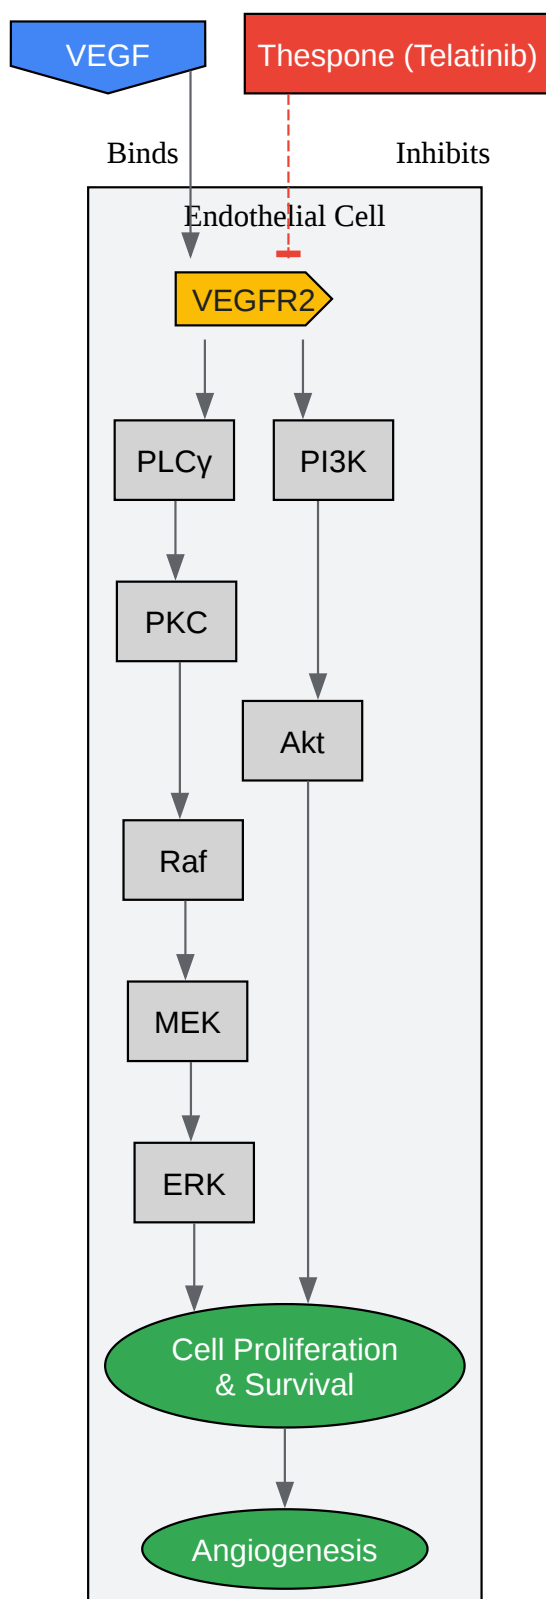 VEGF
Thespone (Telatinib)
Binds
Inhibits
Endothelial Cell
VEGFR2
PLCγ
PI3K
PKC
Akt
Raf
MEK
ERK
Cell Proliferation
& Survival
Angiogenesis